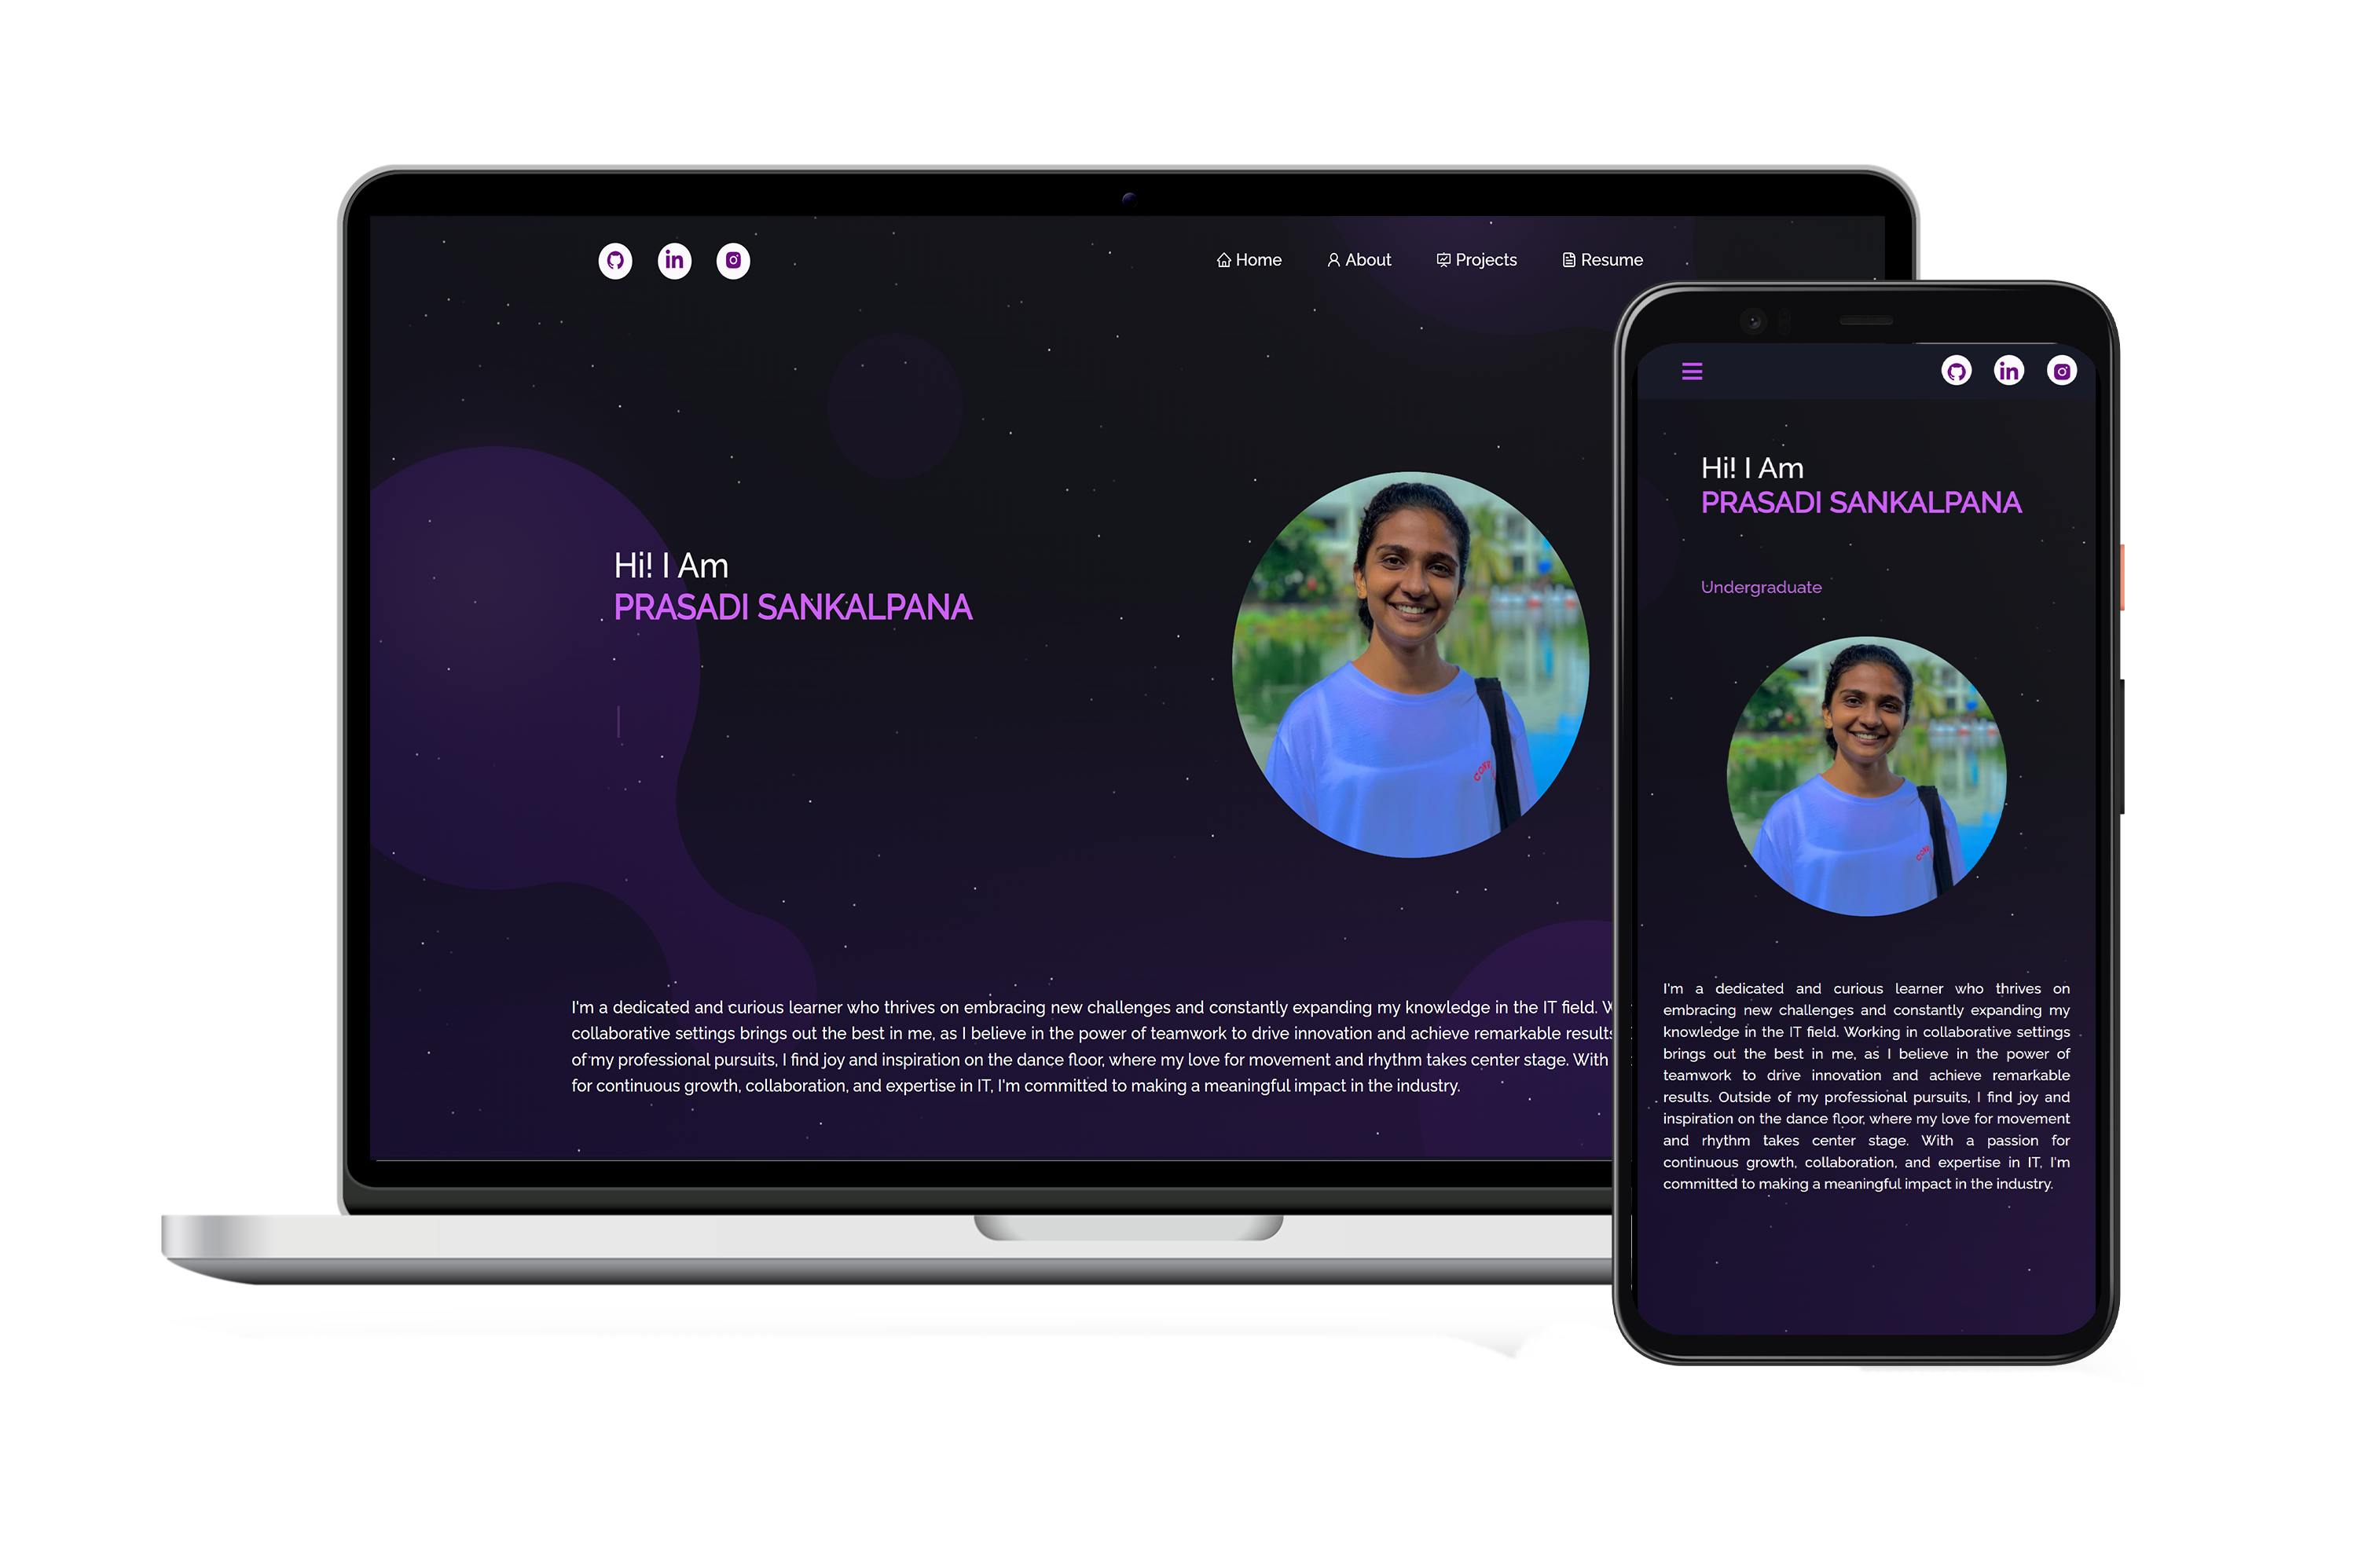 Home About Projects Resume
Hi! I Am
PRASADI SANKALPANA
I'm a dedicated and curious learner who thrives on embracing new challenges and constantly expanding my knowledge in the IT field.
collaborative settings brings out the best in me, as I believe in the power of teamwork to drive innovation and achieve remarkable results
of my professional pursuits, I find joy and inspiration on the dance floor, where my love for movement and rhythm takes center stage. With
for continuous growth, collaboration, and expertise in IT, I'm committed to making a meaningful impact in the industry.
in
Hi! I Am
PRASADI SANKALPANA
Undergraduate
I'm a dedicated and curious learner who thrives on
embracing new challenges and constantly expanding my
knowledge in the IT field. Working in collaborative settings
brings out the best in me, as I believe in the power of
teamwork to drive innovation and achieve remarkable
results. Outside of my professional pursuits, I find joy and
inspiration on the dance floor, where my love for movement
and rhythm takes center stage. With a passion for
continuous growth, collaboration, and expertise in IT, I'm
committed to making a meaningful impact in the industry.